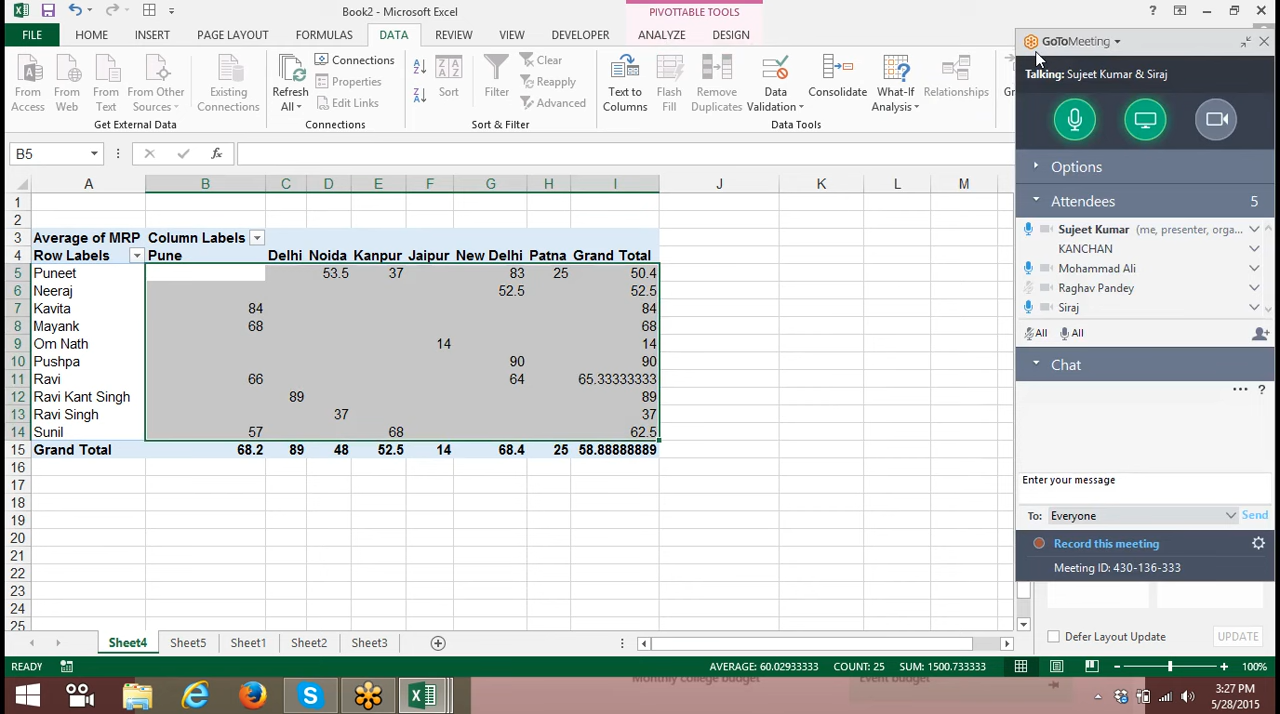 Book2 - Microsoft Excel
PIVOTTABLE TOOLS
?
FILE HOME INSERT PAGE LAYOUT FORMULAS DATA REVIEW VIEW DEVELOPER ANALYZE DESIGN
From Access
From Web
From Text
From Other Sources
Existing Connections
Get External Data
Refresh All
Connections
Properties
Edit Links
Connections
Sort
Filter
Clear
Reapply
Advanced
Sort & Filter
Text to Columns
Flash Fill
Remove Duplicates
Data Validation
Consolidate
What-If Analysis
Relationships
Data Tools
B5
fx
A B C D E F G H I J K L M
1
2
3 Average of MRP Column Labels
4 Row Labels Pune Delhi Noida Kanpur Jaipur New Delhi Patna Grand Total
5 Puneet 53.5 37 83 25 50.4
6 Neeraj 52.5 52.5
7 Kavita 84 84
8 Mayank 68 68
9 Om Nath 14 14
10 Pushpa 90 90
11 Ravi 66 64 65.33333333
12 Ravi Kant Singh 89 89
13 Ravi Singh 37 37
14 Sunil 57 68 62.5
15 Grand Total 68.2 89 48 52.5 14 68.4 25 58.88888889
16
17
18
19
20
21
22
23
24
25
Sheet4 Sheet5 Sheet1 Sheet2 Sheet3
READY
AVERAGE: 60.02933333 COUNT: 25 SUM: 1500.733333
100%
GoToMeeting
Talking: Sujeet Kumar & Siraj
Options
Attendees 5
Sujeet Kumar (me, presenter, orga...
KANCHAN
Mohammad Ali
Raghav Pandey
Siraj
All All
Chat
... ?
Enter your message
To: Everyone Send
Record this meeting
Meeting ID: 430-136-333
Defer Layout Update UPDATE
Monthly college budget
Event budget
3:27 PM
5/28/2015